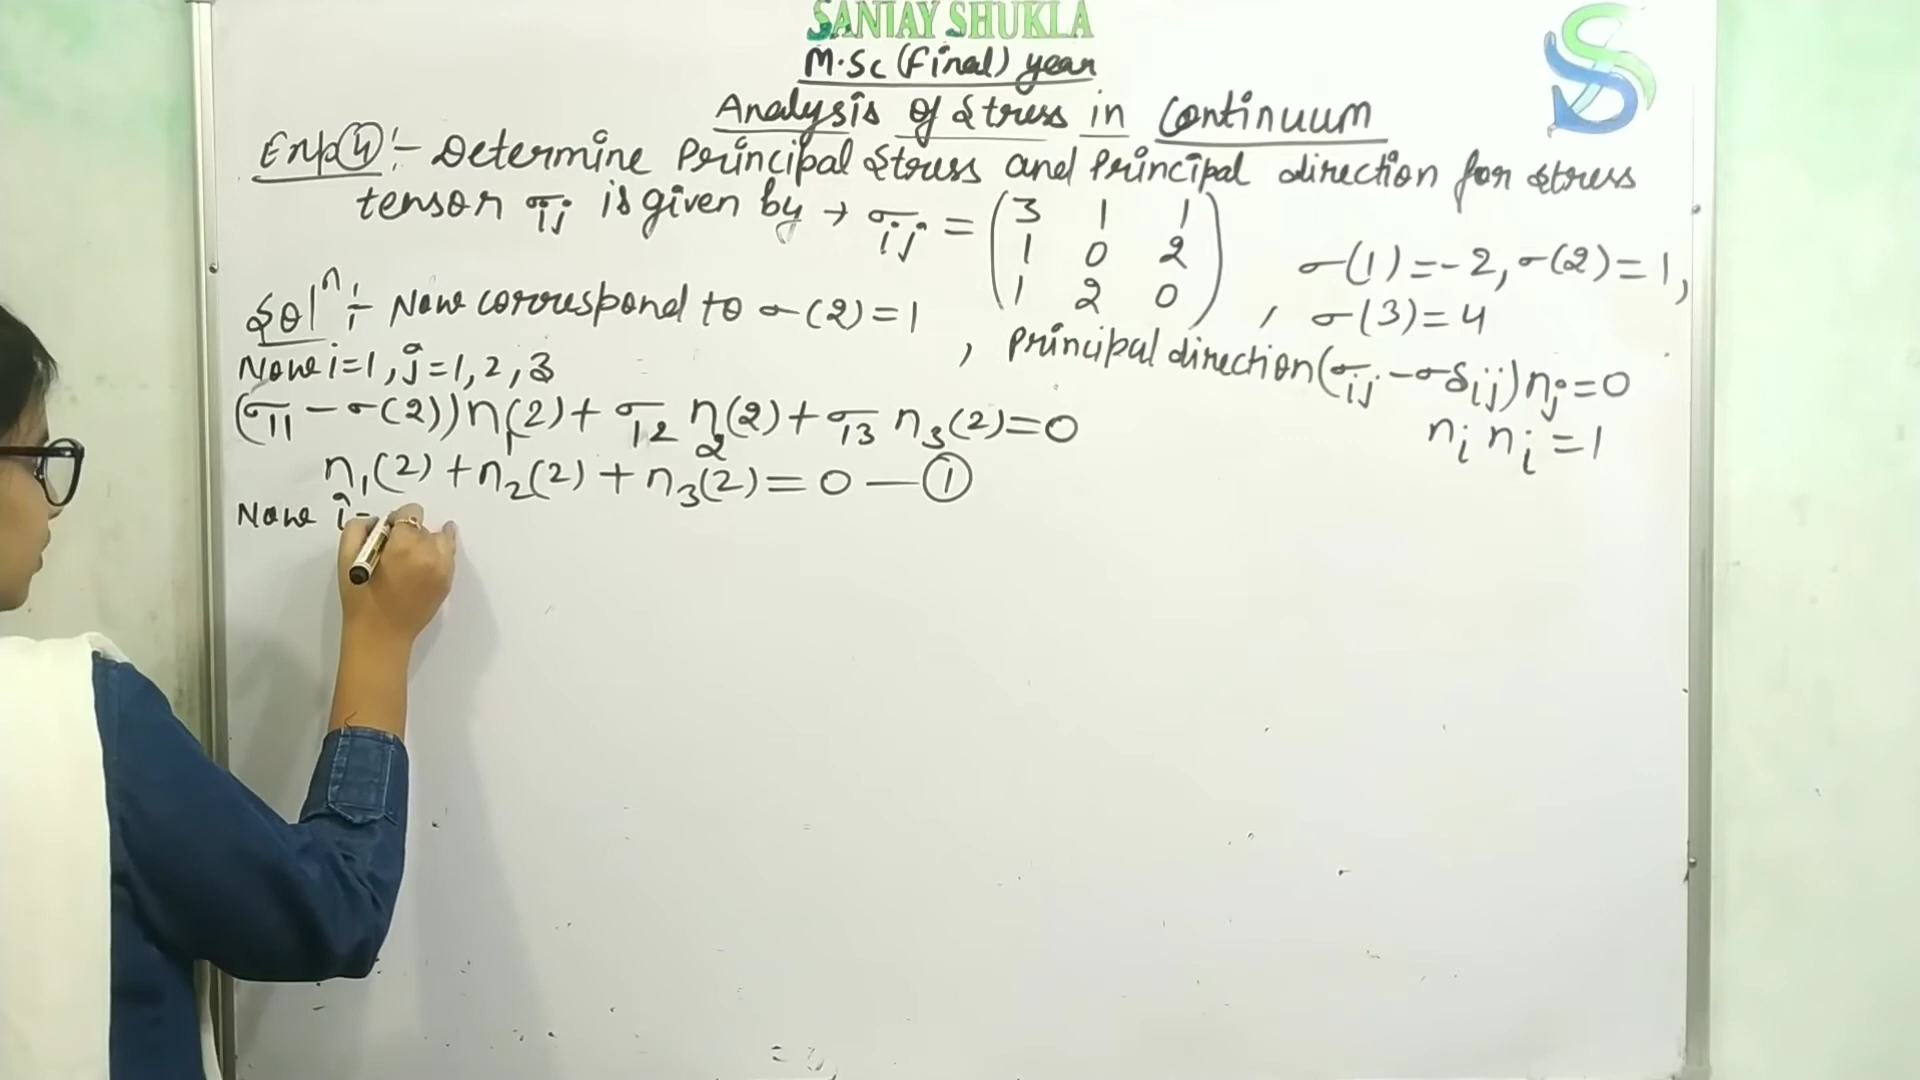 SANJAY SHUKLA
M.Sc (Final) year
Analysis Of Stress in Continuum
Exp(4):- Determine Principal Stress and Principal direction for stress
tensor σij is given by → σij = (3 1 1
1 0 2
1 2 0) , σ(1)=-2, σ(2)=1,
σ(3)=4
Solⁿ:- Now correspond to σ(2)=1
, Principal direction (σij -σδij)nj=0
ni ni=1
Now i=1, j=1,2,3
(σ11 - σ(2))n1(2)+ σ12 n2(2)+ σ13 n3(2)=0
n1(2)+n2(2)+n3(2)=0 — ①
Now i=